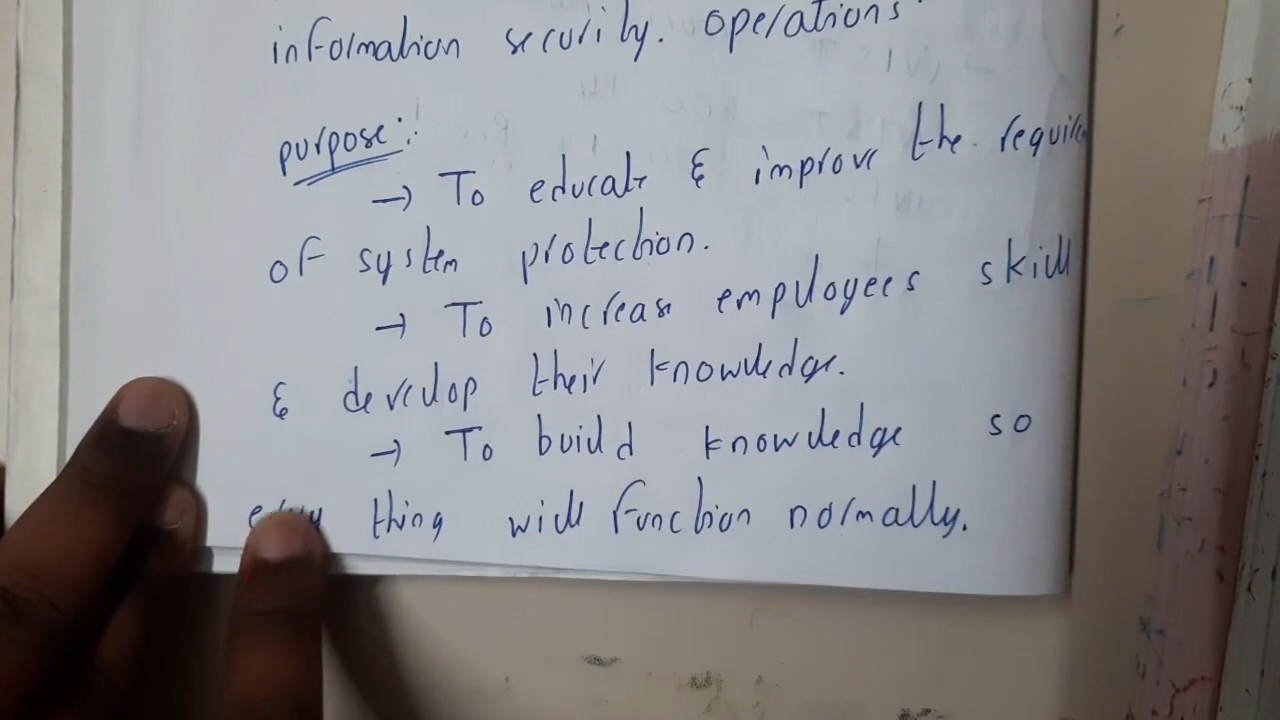 information security. operations.
purpose:
→ To educate & improve the
of system protection.
→ To increase employees skill
& develop their knowledge.
→ To build knowledge so
thing will function normally.